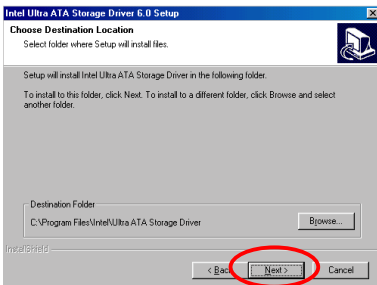 Intel Ultra ATA Storage Driver 6.0 Setup
Choose Destination Location
Select folder where Setup will install files.
Setup will install Intel Ultra ATA Storage Driver in the following folder.
To install to this folder, click Next. To install to a different folder, click Browse and select
another folder.
Destination Folder
C:\Program Files\Intel\Ultra ATA Storage Driver
Browse...
InstallShield
< Back
Next >
Cancel